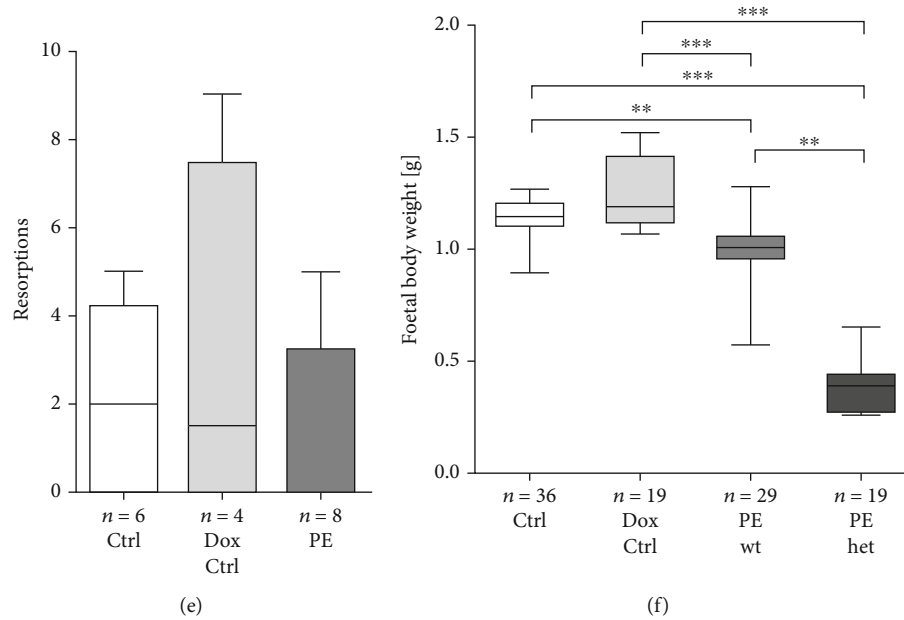 10
8
6
4
2
0
Resorptions
n = 6
Ctrl
n = 4
Dox
Ctrl
n = 8
PE
(e)
2.0
1.5
1.0
0.5
0.0
Foetal body weight [g]
***
***
***
**
**
n = 36
Ctrl
n = 19
Dox
Ctrl
n = 29
PE
wt
n = 19
PE
het
(f)